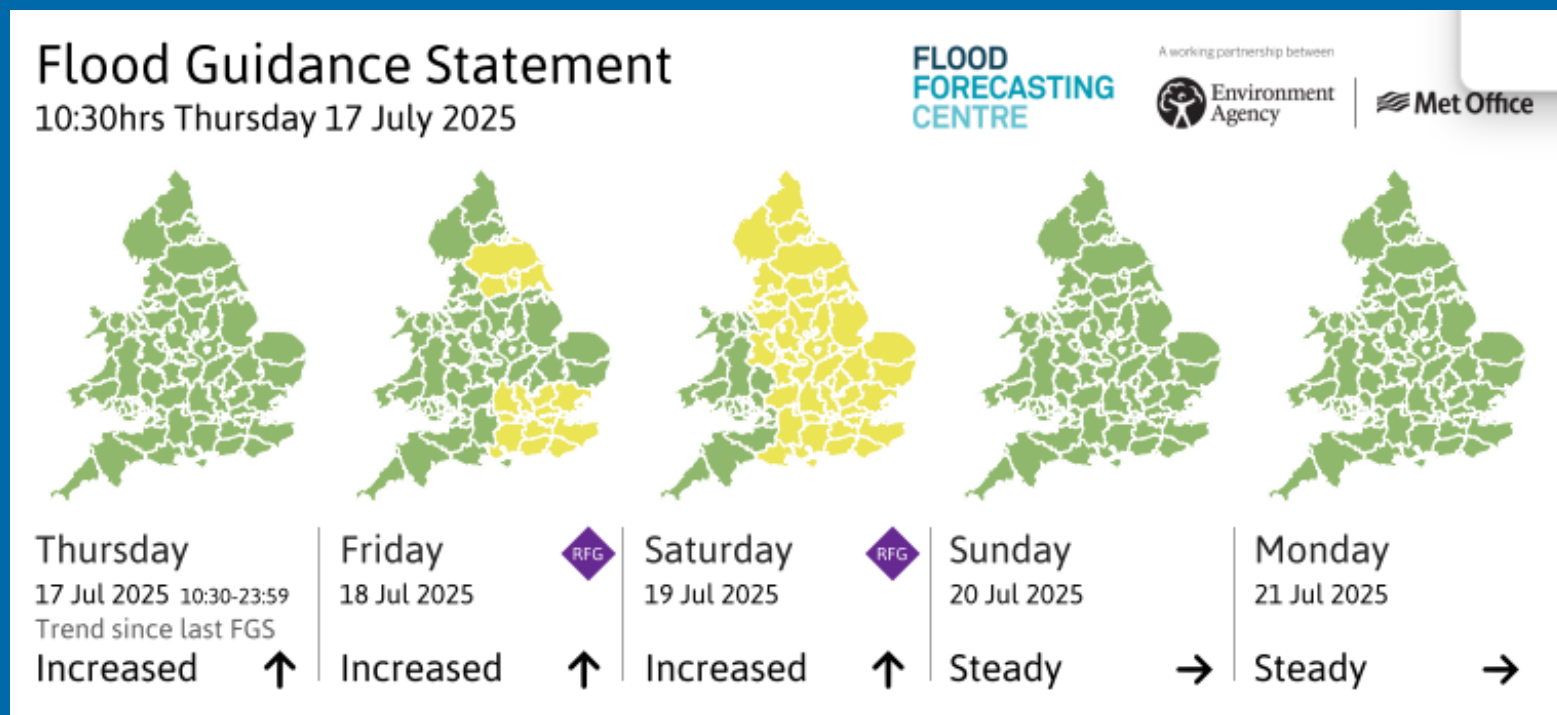 Flood Guidance Statement
10:30hrs Thursday 17 July 2025
FLOOD
FORECASTING
CENTRE
A working partnership between
Environment
Agency
Met Office
Thursday
17 Jul 2025 10:30-23:59
Trend since last FGS
Increased
Friday
RFG
18 Jul 2025
Increased
Saturday
RFG
19 Jul 2025
Increased
Sunday
20 Jul 2025
Steady
Monday
21 Jul 2025
Steady